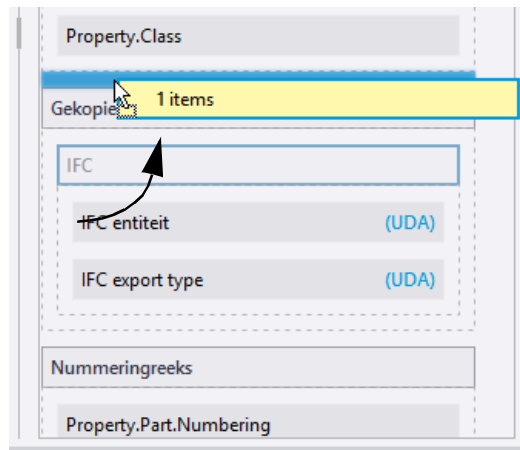 Property.Class
1 items
Gekopie
IFC
IFC entiteit (UDA)
IFC export type (UDA)
Nummeringreeks
Property.Part.Numbering